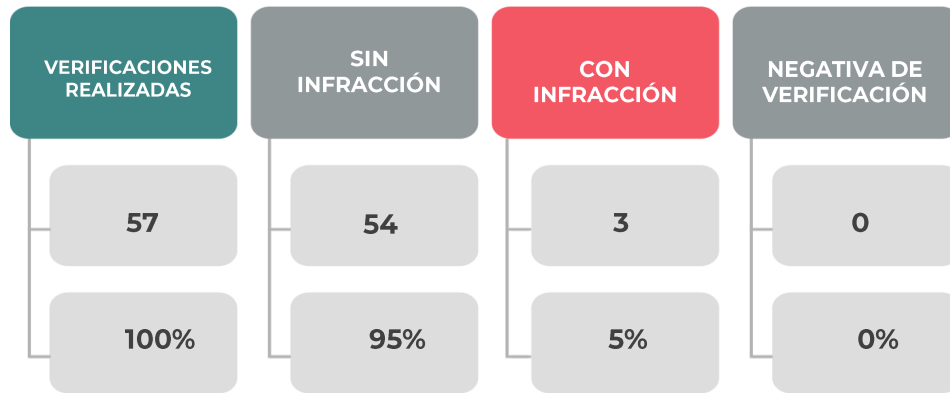 VERIFICACIONES
REALIZADAS
SIN
INFRACCIÓN
CON
INFRACCIÓN
NEGATIVA DE
VERIFICACIÓN
57
54
3
0
100%
95%
5%
0%